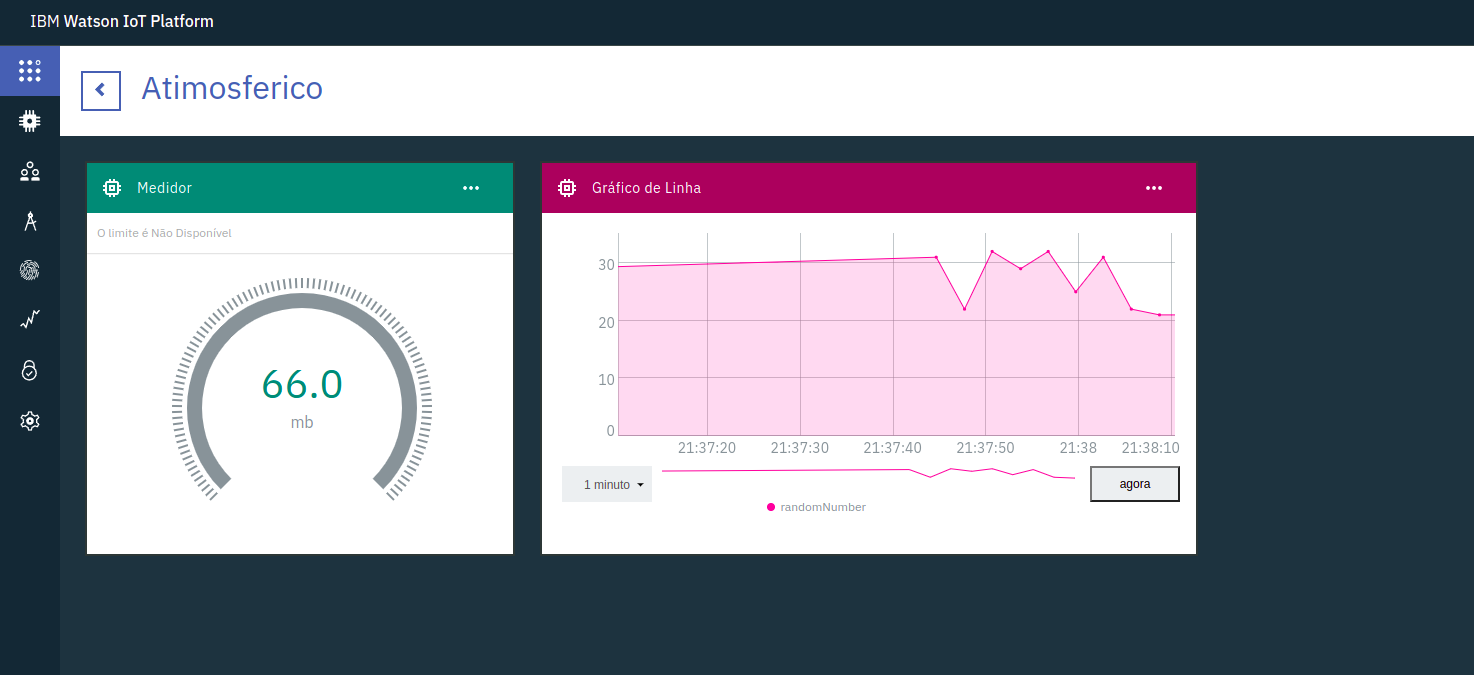 IBM Watson IoT Platform
Atimosferico
Medidor
O limite é Não Disponível
66.0
mb
Gráfico de Linha
30
20
10
0
21:37:20 21:37:30 21:37:40 21:37:50 21:38 21:38:10
1 minuto
agora
randomNumber